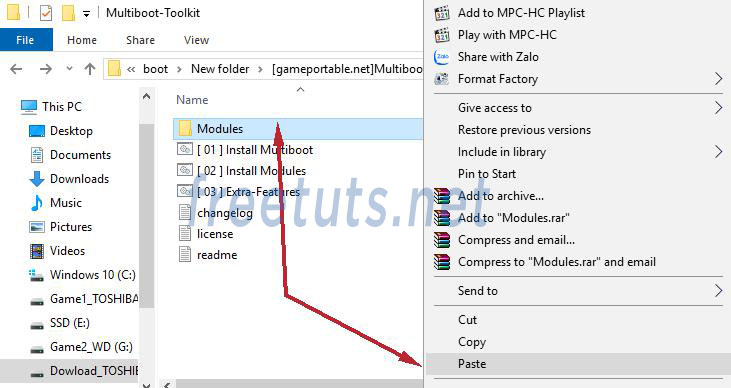 Multiboot-Toolkit
File
Home
Share
View
boot
New folder
[gameportable.net]Multiboo
This PC
Desktop
Documents
Downloads
Music
Pictures
Videos
Windows 10 (C:)
Game1_TOSHIBA
SSD (E:)
Game2_WD (G:)
Dowload_TOSHIB
Name
Modules
[ 01 ] Install Multiboot
[ 02 ] Install Modules
[ 03 ] Extra-Features
changelog
license
readme
freetuts.net
Add to MPC-HC Playlist
Play with MPC-HC
Share with Zalo
Format Factory
Give access to
Restore previous versions
Include in library
Pin to Start
Add to archive...
Add to "Modules.rar"
Compress and email...
Compress to "Modules.rar" and email
Send to
Cut
Copy
Paste